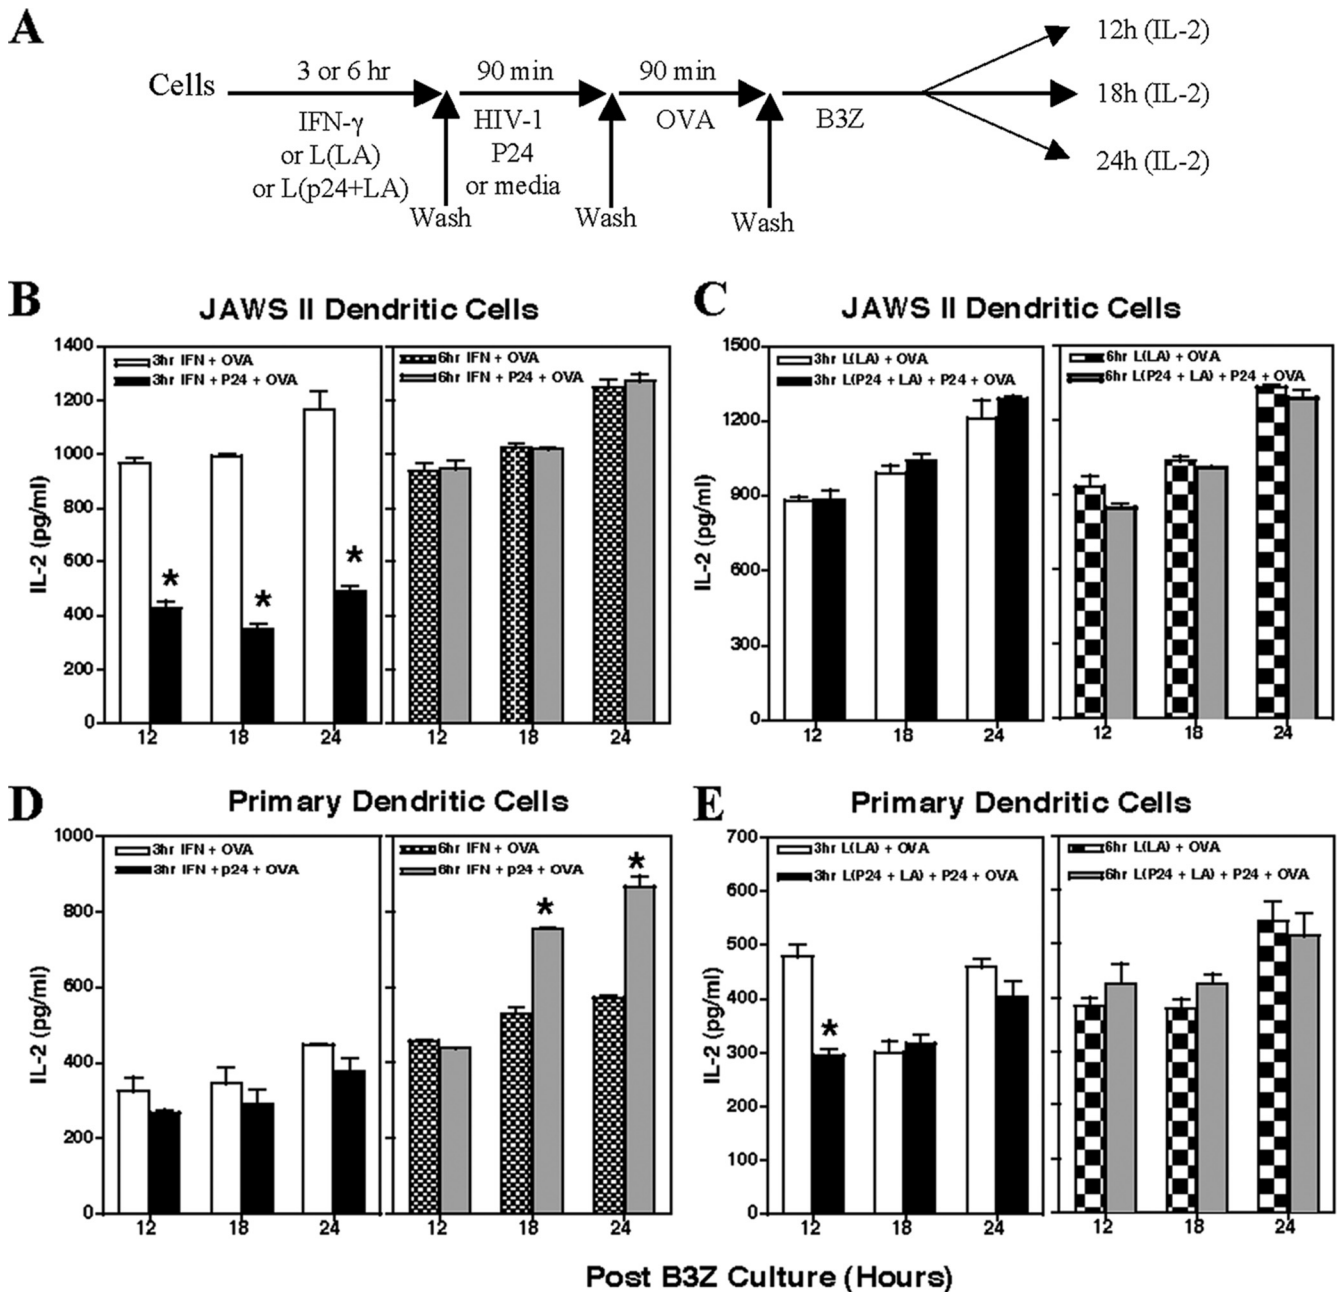 A
Cells
3 or 6 hr
90 min
90 min
12h (IL-2)
18h (IL-2)
24h (IL-2)
IFN-γ
or L(LA)
or L(p24+LA)
HIV-1
P24
or media
OVA
B3Z
Wash
Wash
Wash
B
JAWS II Dendritic Cells
IL-2 (pg/ml)
1400
1200
1000
800
600
400
200
0
3hr IFN + OVA
3hr IFN + P24 + OVA
*
*
*
12
18
24
6hr IFN + OVA
6hr IFN + P24 + OVA
12
18
24
C
JAWS II Dendritic Cells
IL-2 (pg/ml)
1500
1200
900
600
300
0
3hr L(LA) + OVA
3hr L(P24 + LA) + P24 + OVA
12
18
24
6hr L(LA) + OVA
6hr L(P24 + LA) + P24 + OVA
12
18
24
D
Primary Dendritic Cells
IL-2 (pg/ml)
1000
800
600
400
200
0
3hr IFN + OVA
3hr IFN + p24 + OVA
12
18
24
6hr IFN + OVA
6hr IFN + p24 + OVA
*
*
12
18
24
E
Primary Dendritic Cells
IL-2 (pg/ml)
700
600
500
400
300
200
100
0
3hr L(LA) + OVA
3hr L(P24 + LA) + P24 + OVA
*
12
18
24
6hr L(LA) + OVA
6hr L(P24 + LA) + P24 + OVA
12
18
24
Post B3Z Culture (Hours)